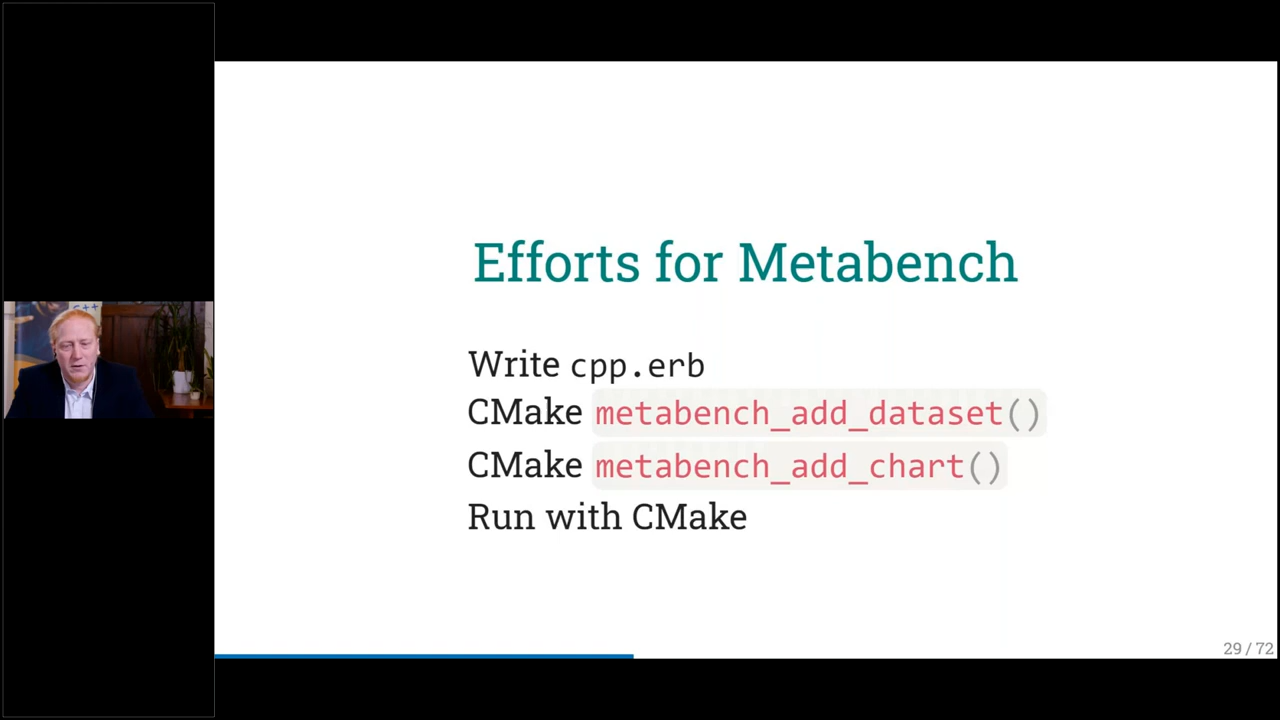 C++
Efforts for Metabench
Write cpp.erb
CMake metabench_add_dataset()
CMake metabench_add_chart()
Run with CMake
29 / 72